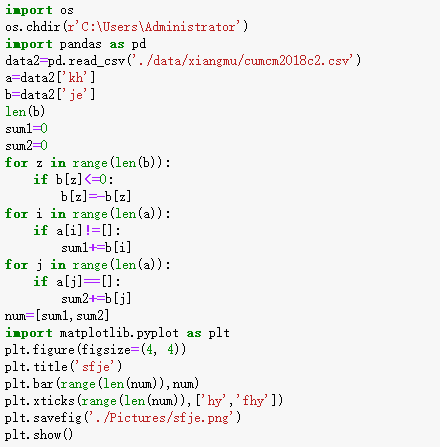 import os
os.chdir(r'C:\Users\Administrator')
import pandas as pd
data2=pd.read_csv('./data/xiangmu/cumcm2018c2.csv')
a=data2['kh']
b=data2['je']
len(b)
sum1=0
sum2=0
for z in range(len(b)):
    if b[z]<=0:
        b[z]=-b[z]
for i in range(len(a)):
    if a[i]!=[]:
        sum1+=b[i]
for j in range(len(a)):
    if a[j]==[]:
        sum2+=b[j]
num=[sum1,sum2]
import matplotlib.pyplot as plt
plt.figure(figsize=(4, 4))
plt.title('sfje')
plt.bar(range(len(num)),num)
plt.xticks(range(len(num)),['hy','fhy'])
plt.savefig('./Pictures/sfje.png')
plt.show()